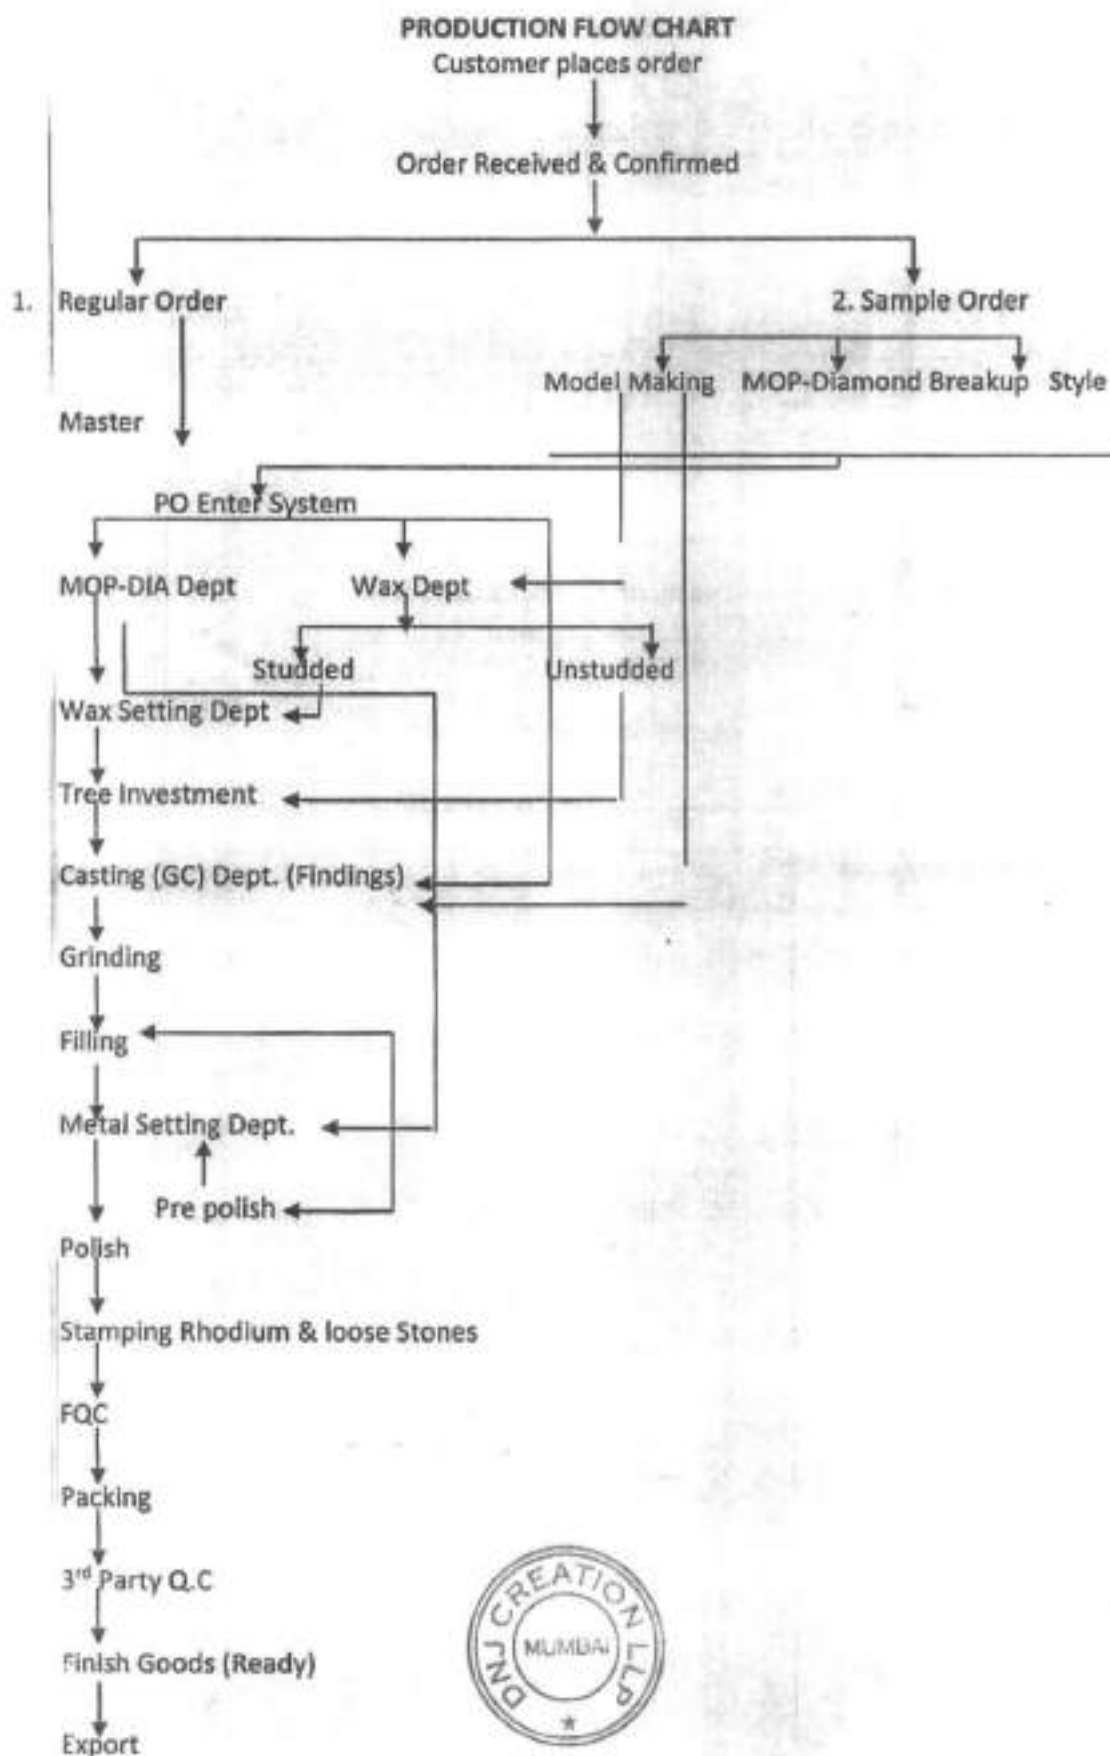 PRODUCTION FLOW CHART
Customer places order
Order Received & Confirmed
1. Regular Order
2. Sample Order
Model Making MOP-Diamond Breakup Style
Master
PO Enter System
MOP-DIA Dept Wax Dept
Studded Unstudded
Wax Setting Dept
Tree Investment
Casting (GC) Dept. (Findings)
Grinding
Filling
Metal Setting Dept.
Pre polish
Polish
Stamping Rhodium & loose Stones
FQC
Packing
3rd Party Q.C
Finish Goods (Ready)
Export
DNJ CREATION LLP
MUMBAI